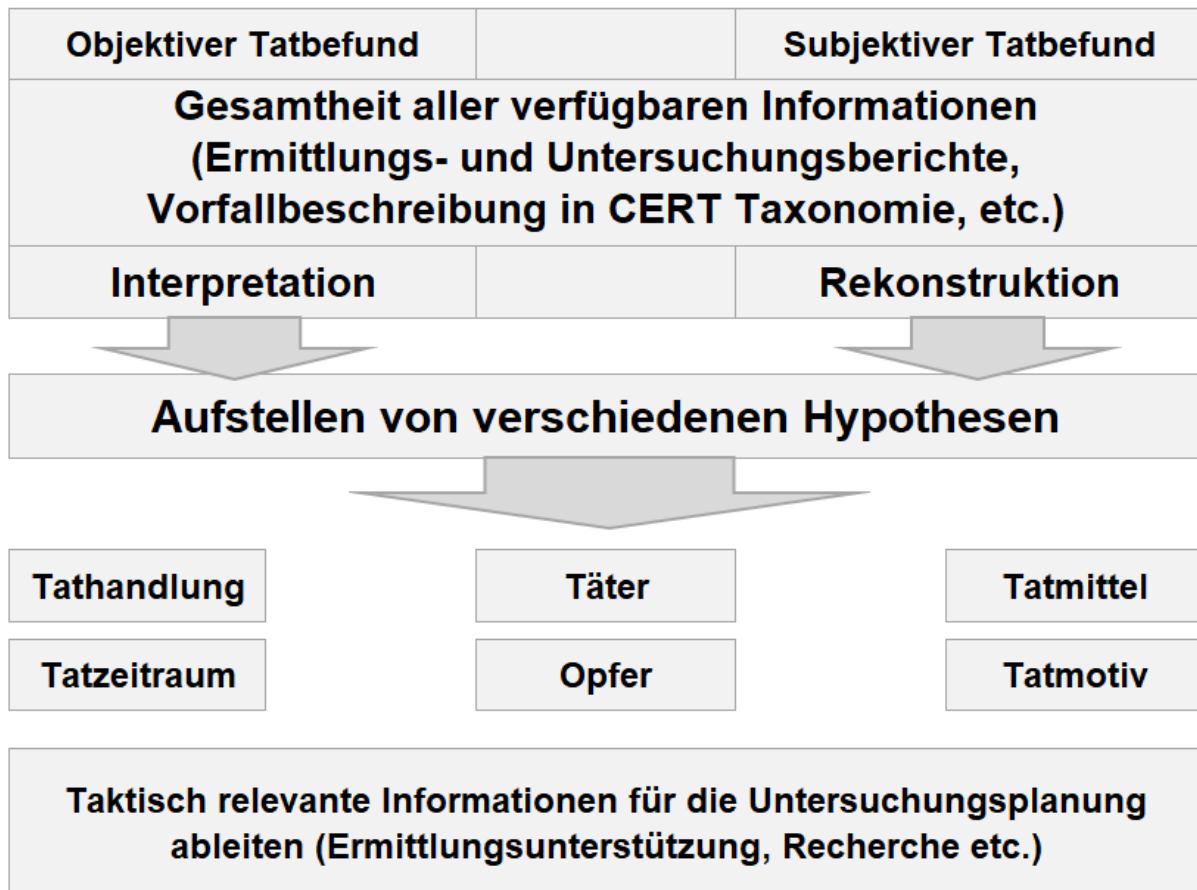 Objektiver Tatbefund
Subjektiver Tatbefund
Gesamtheit aller verfügbaren Informationen
(Ermittlungs- und Untersuchungsberichte,
Vorfallbeschreibung in CERT Taxonomie, etc.)
Interpretation
Rekonstruktion
Aufstellen von verschiedenen Hypothesen
Tathandlung
Täter
Tatmittel
Tatzeitraum
Opfer
Tatmotiv
Taktisch relevante Informationen für die Untersuchungsplanung
ableiten (Ermittlungsunterstützung, Recherche etc.)